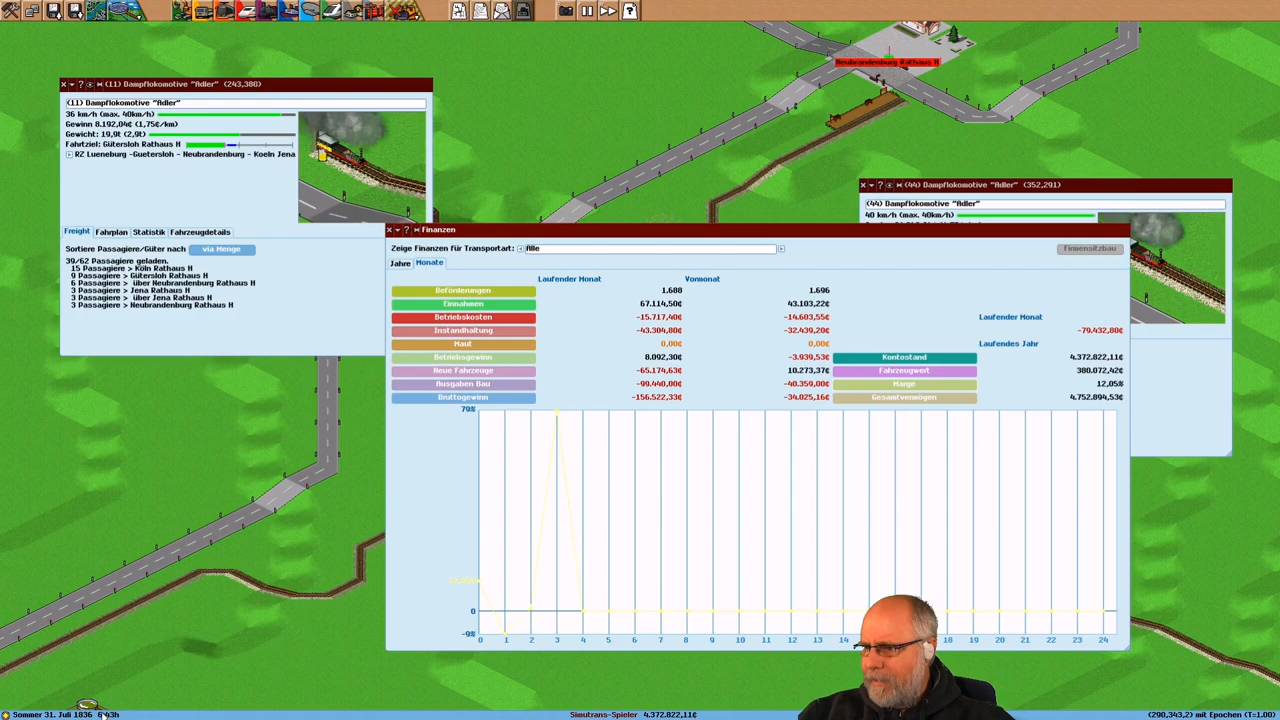 Neubrandenburg Rathaus H
(11) Dampflokomotive "Adler" (243,380)
(11) Dampflokomotive "Adler"
36 km/h (max. 40km/h)
Gewinn 8.192,04¢ (1,75¢/km)
Gewicht: 19,9t (2,9t)
Fahrtziel: Gütersloh Rathaus H
RZ Lueneburg -Guetersloh - Neubrandenburg - Koeln Jena
Freight Fahrplan Statistik Fahrzeugdetails
Sortiere Passagiere/Güter nach via Menge
39/62 Passagiere geladen.
15 Passagiere > Köln Rathaus H
9 Passagiere > Gütersloh Rathaus H
6 Passagiere > über Neubrandenburg Rathaus H
3 Passagiere > Jena Rathaus H
3 Passagiere > über Jena Rathaus H
3 Passagiere > Neubrandenburg Rathaus H
(44) Dampflokomotive "Adler" (352,291)
(44) Dampflokomotive "Adler"
40 km/h (max. 40km/h)
Finanzen
Zeige Finanzen für Transportart: Alle Firmensitzbau
Jahre Monate
Laufender Monat Vormonat
Beförderungen 1.688 1.696
Einnahmen 67.114,50¢ 43.103,22¢
Betriebskosten -15.717,40¢ -14.603,55¢ Laufender Monat
Instandhaltung -43.304,80¢ -32.439,20¢ -79.432,80¢
Maut 0,00¢ 0,00¢ Laufendes Jahr
Betriebsgewinn 8.092,30¢ -3.939,53¢ Kontostand 4.372.822,11¢
Neue Fahrzeuge -65.174,63¢ 10.273,37¢ Fahrzeugwert 380.072,42¢
Ausgaben Bau -99.440,00¢ -40.359,00¢ Marge 12,05%
Bruttogewinn -156.522,33¢ -34.025,16¢ Gesamtvermögen 4.752.894,53¢
79%
0
-9%
0 1 2 3 4 5 6 7 8 9 10 11 12 13 14 18 19 20 21 22 23 24
Sommer 31. Juli 1836 6:43h Simutrans-Spieler 4.372.822,11¢ (290,343,2) mit Epochen (T=1.00)